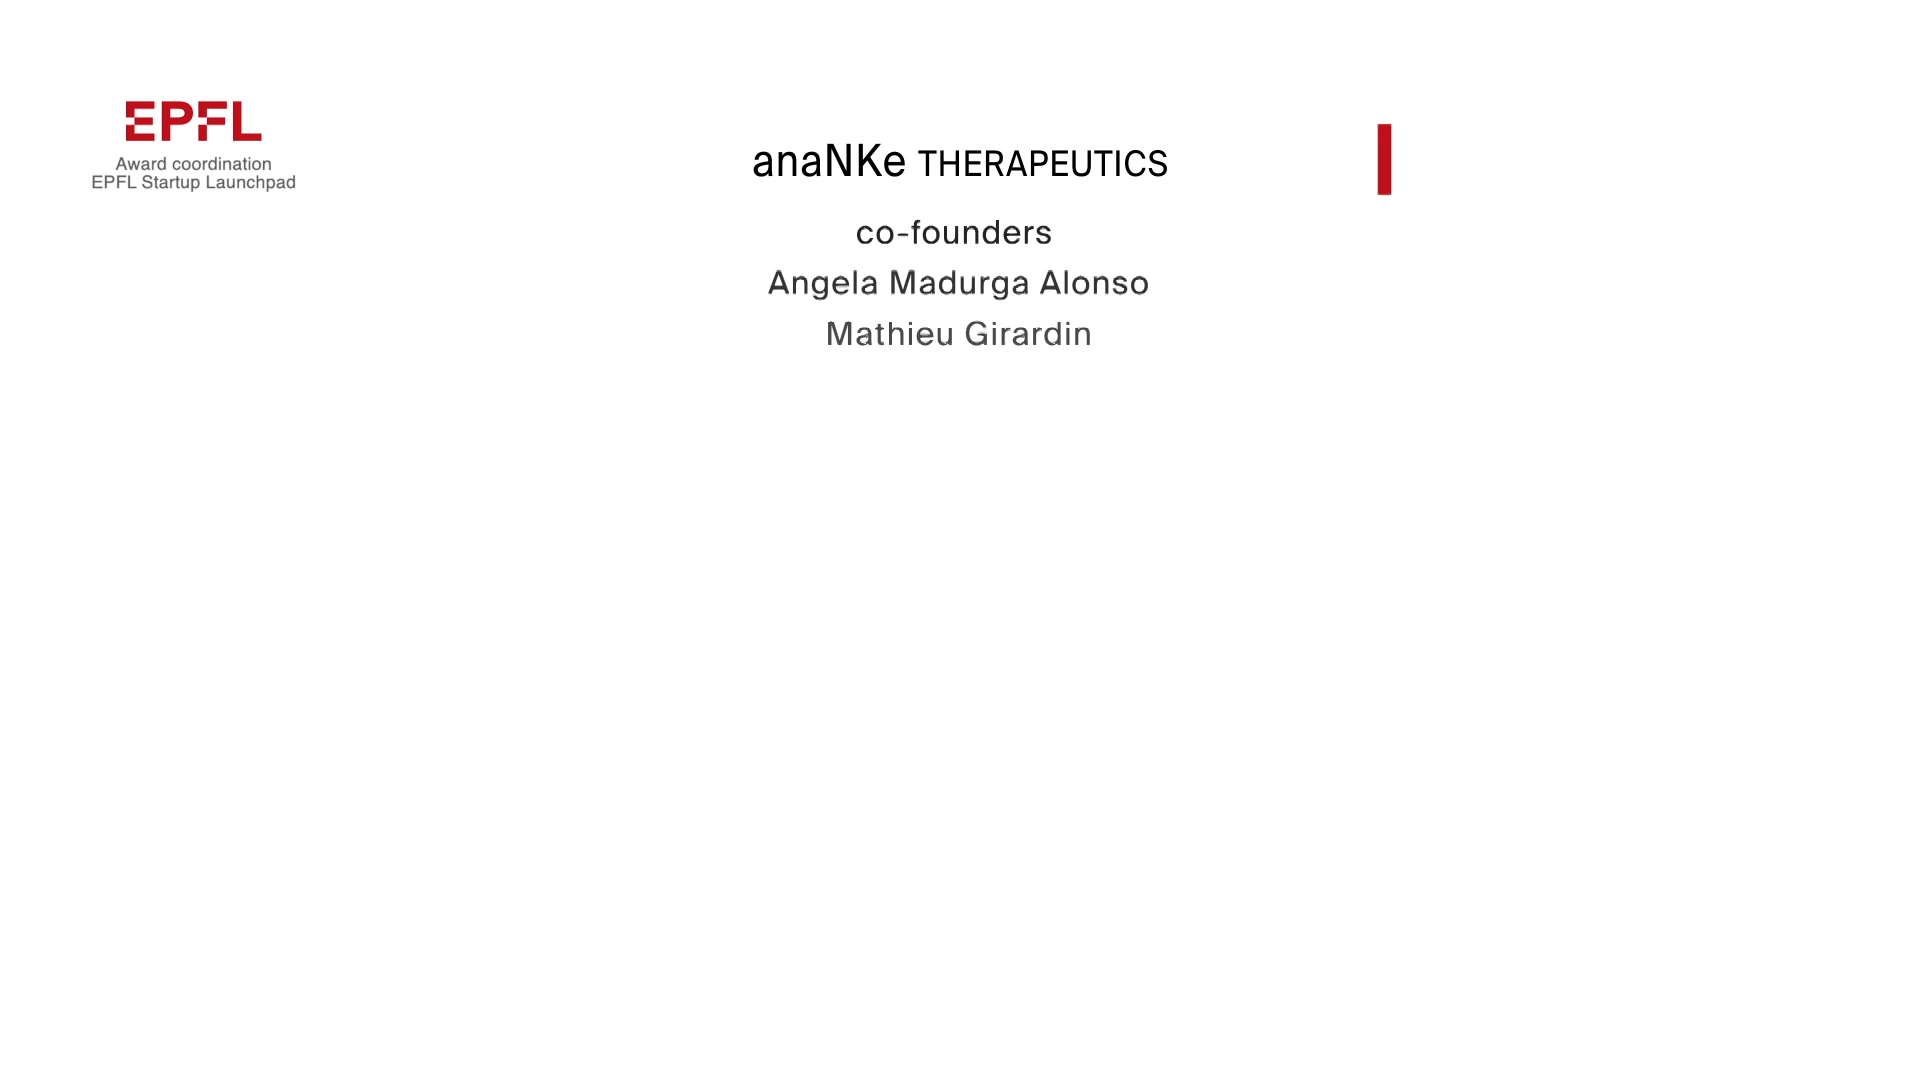 EPFL
Award coordination
EPFL Startup Launchpad
anaNKe THERAPEUTICS
co-founders
Angela Madurga Alonso
Mathieu Girardin